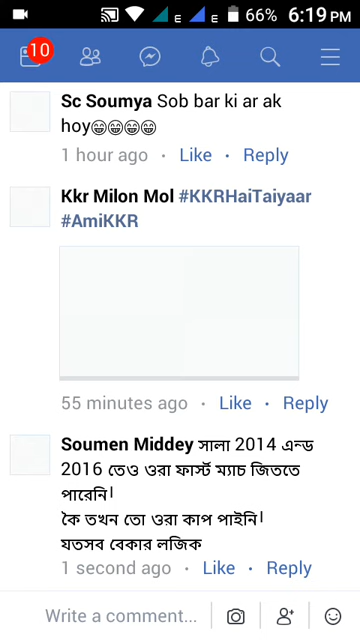 E E 66% 6:19 PM
10
Sc Soumya Sob bar ki ar ak
hoy😁😁😁😁
1 hour ago · Like · Reply
Kkr Milon Mol #KKRHaiTaiyaar
#AmiKKR
55 minutes ago · Like · Reply
Soumen Middey সালা 2014 এন্ড
2016 তেও ওরা ফার্স্ট ম্যাচ জিততে
পারেনি।
কৈ তখন তো ওরা কাপ পাইনি।
যতসব বেকার লজিক
1 second ago · Like · Reply
Write a comment...